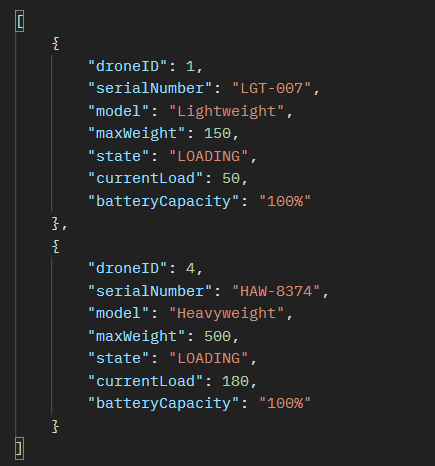 [
    {
        "droneID": 1,
        "serialNumber": "LGT-007",
        "model": "Lightweight",
        "maxWeight": 150,
        "state": "LOADING",
        "currentLoad": 50,
        "batteryCapacity": "100%"
    },
    {
        "droneID": 4,
        "serialNumber": "HAW-8374",
        "model": "Heavyweight",
        "maxWeight": 500,
        "state": "LOADING",
        "currentLoad": 180,
        "batteryCapacity": "100%"
    }
]